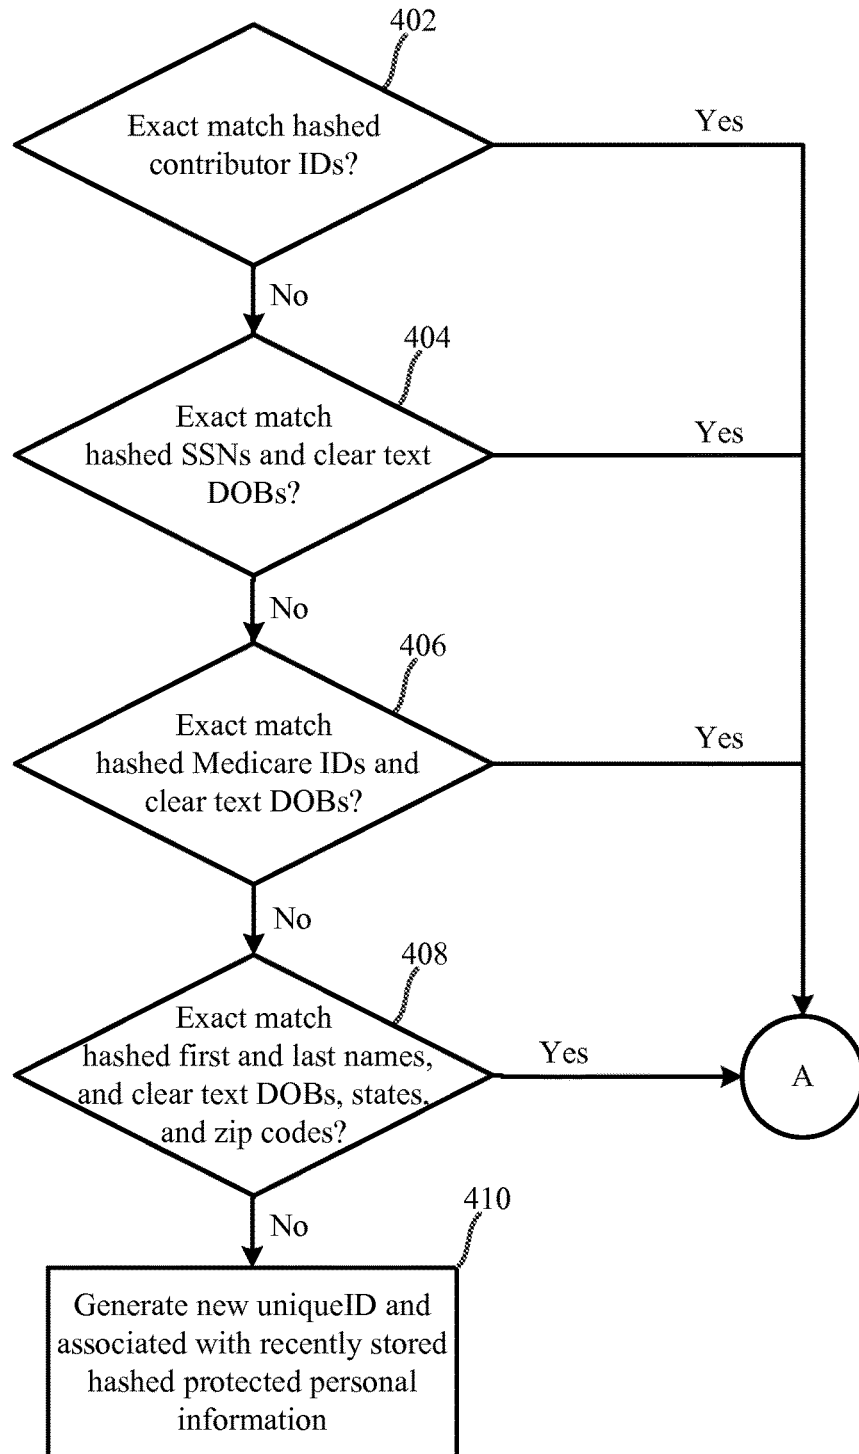 402
Exact match hashed
contributor IDs?
Yes
No
404
Exact match
hashed SSNs and clear text
DOBs?
Yes
No
406
Exact match
hashed Medicare IDs and
clear text DOBs?
Yes
No
408
Exact match
hashed first and last names,
and clear text DOBs, states,
and zip codes?
Yes
A
No
410
Generate new uniqueID and
associated with recently stored
hashed protected personal
information